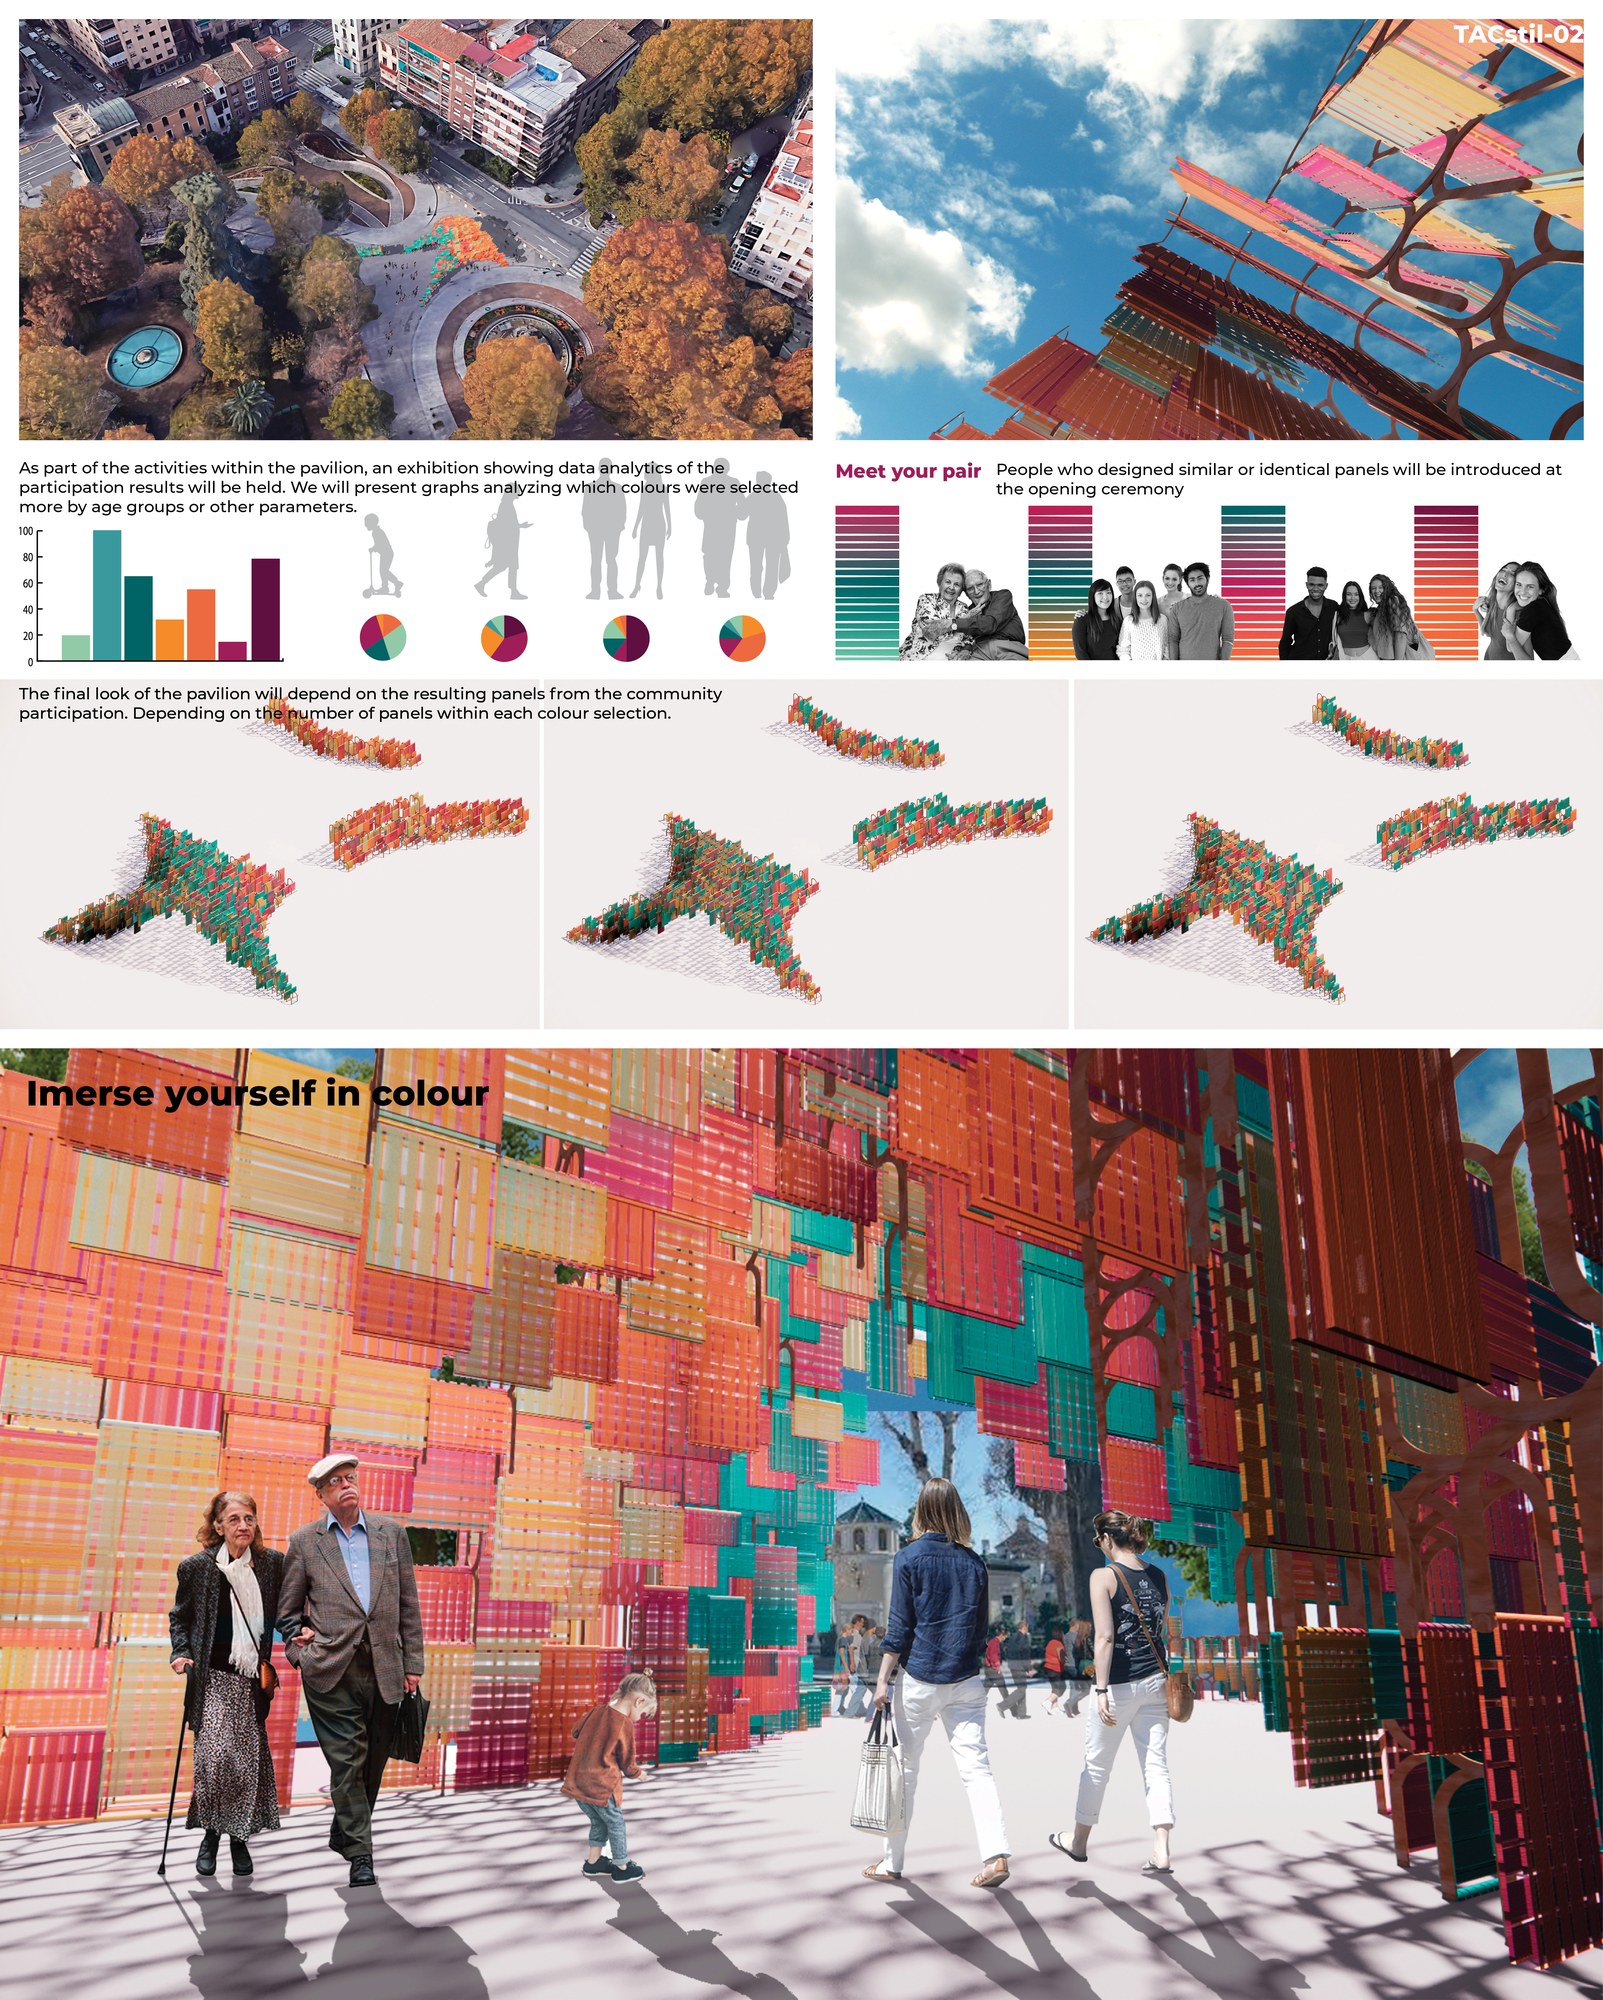 TACstil-02
As part of the activities within the pavilion, an exhibition showing data analytics of the
participation results will be held. We will present graphs analyzing which colours were selected
more by age groups or other parameters.
100
80
60
40
20
0
Meet your pair
People who designed similar or identical panels will be introduced at
the opening ceremony
The final look of the pavilion will depend on the resulting panels from the community
participation. Depending on the number of panels within each colour selection.
Imerse yourself in colour